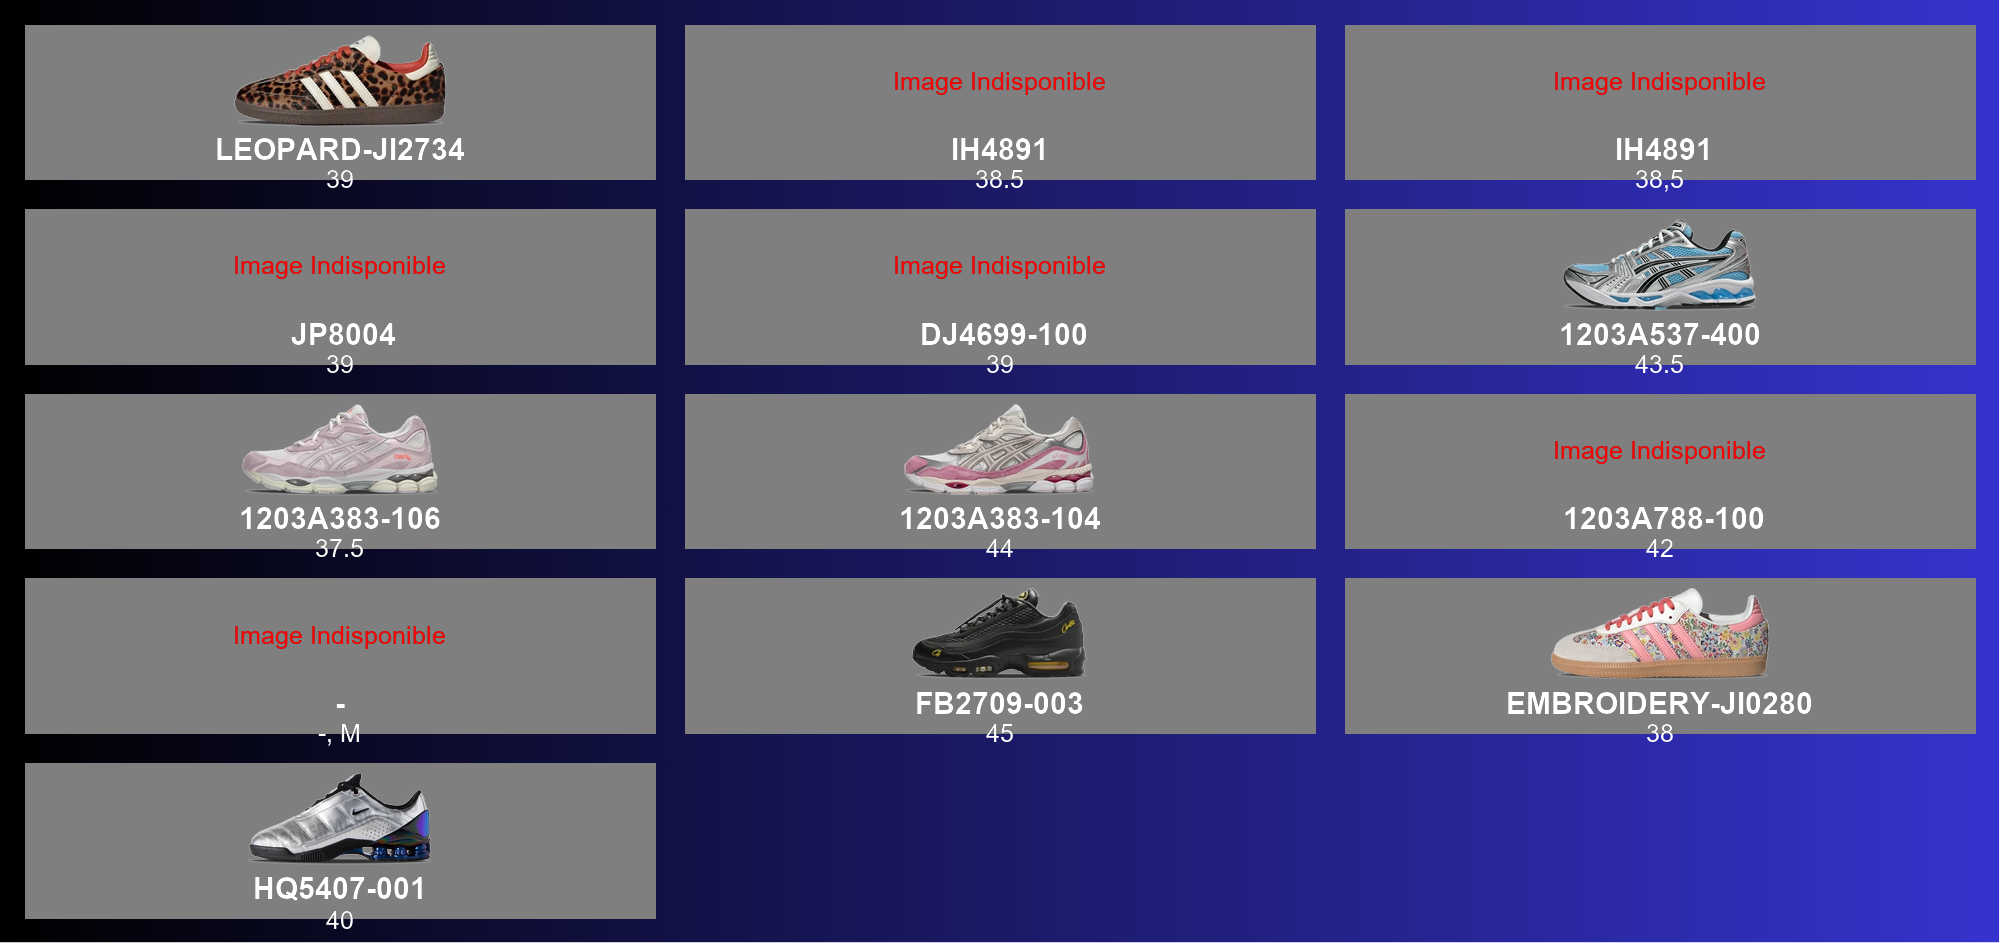 LEOPARD-JI2734
39
Image Indisponible
IH4891
38.5
Image Indisponible
IH4891
38,5
Image Indisponible
JP8004
39
Image Indisponible
DJ4699-100
39
1203A537-400
43.5
1203A383-106
37.5
1203A383-104
44
Image Indisponible
1203A788-100
42
Image Indisponible
-
-, M
FB2709-003
45
EMBROIDERY-JI0280
38
HQ5407-001
40